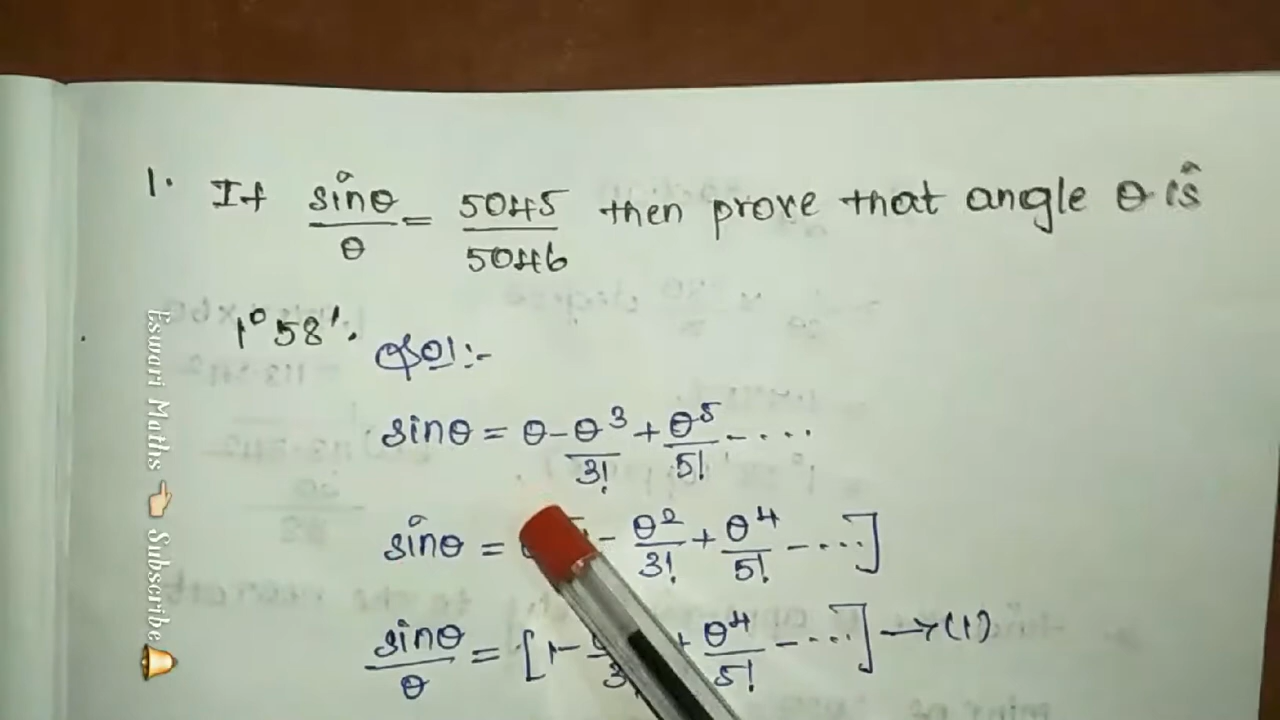 1. If sinθ/θ = 5045/5046 then prove that angle θ is
1° 58'.
Sol:-
sinθ = θ - θ³/3! + θ⁵/5! - ....
sinθ = - θ²/3! + θ⁴/5! - ....]
sinθ/θ = [1 - /3! + θ⁴/5! - ....] → (1)
Eswari Maths 👈 Subscribe 🔔